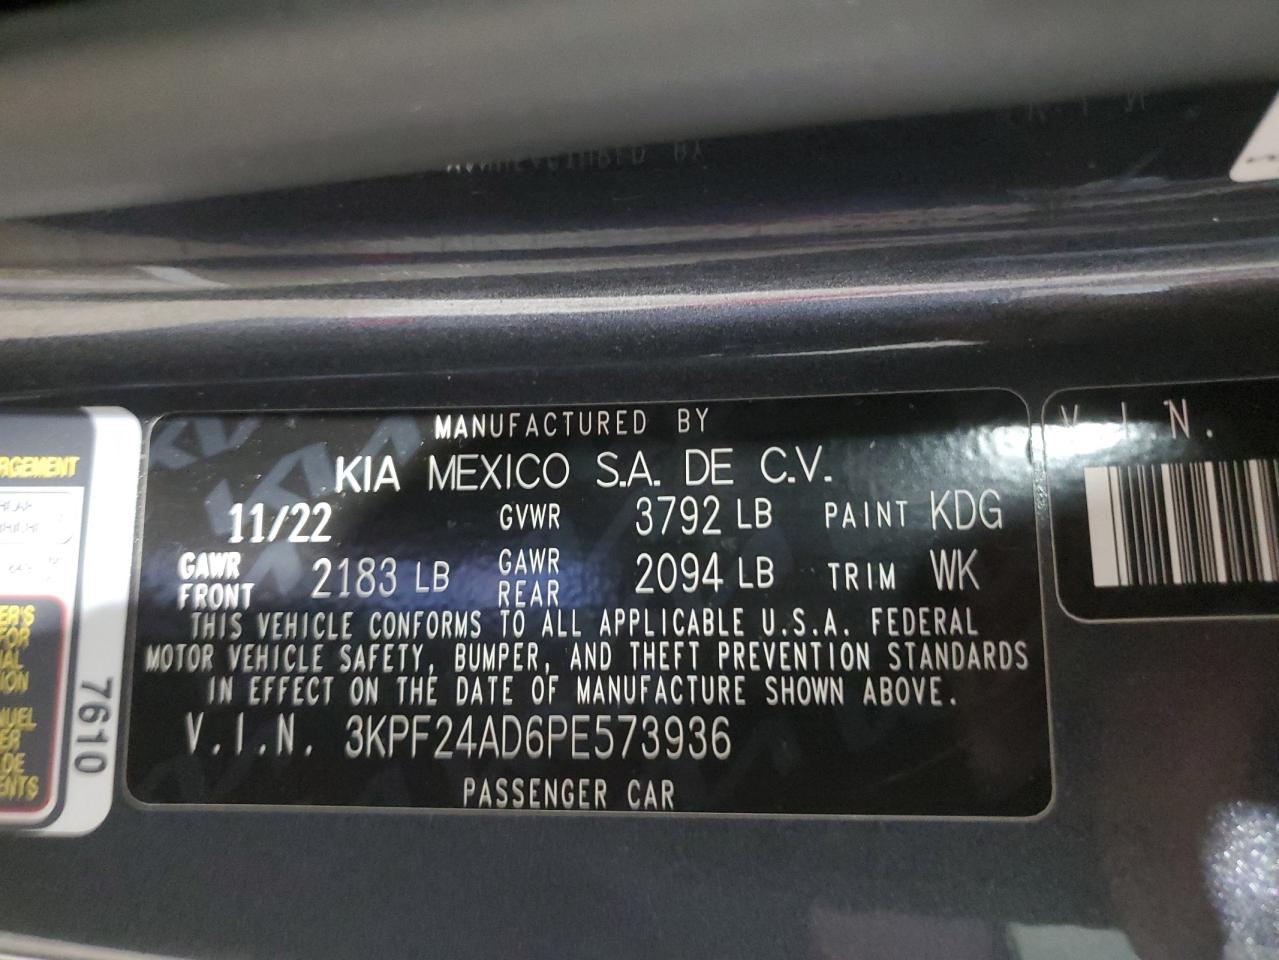 MANUFACTURED BY
KIA MEXICO S.A. DE C.V.
11/22 GVWR 3792 LB PAINT KDG
GAWR FRONT 2183 LB GAWR REAR 2094 LB TRIM WK
THIS VEHICLE CONFORMS TO ALL APPLICABLE U.S.A. FEDERAL
MOTOR VEHICLE SAFETY, BUMPER, AND THEFT PREVENTION STANDARDS
IN EFFECT ON THE DATE OF MANUFACTURE SHOWN ABOVE.
V.I.N. 3KPF24AD6PE573936
PASSENGER CAR
V.I.N.
7610